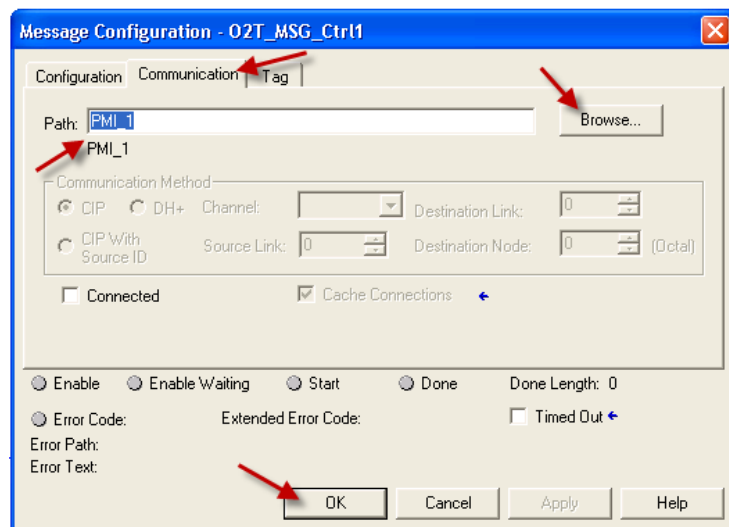 Message Configuration - O2T_MSG_Ctrl1
Configuration Communication Tag
Path: PMI_1 Browse...
PMI_1
Communication Method
CIP DH+ Channel: Destination Link: 0
CIP With Source ID Source Link: 0 Destination Node: 0 (Octal)
Connected Cache Connections
Enable Enable Waiting Start Done Done Length: 0
Error Code: Extended Error Code: Timed Out
Error Path:
Error Text:
OK Cancel Apply Help